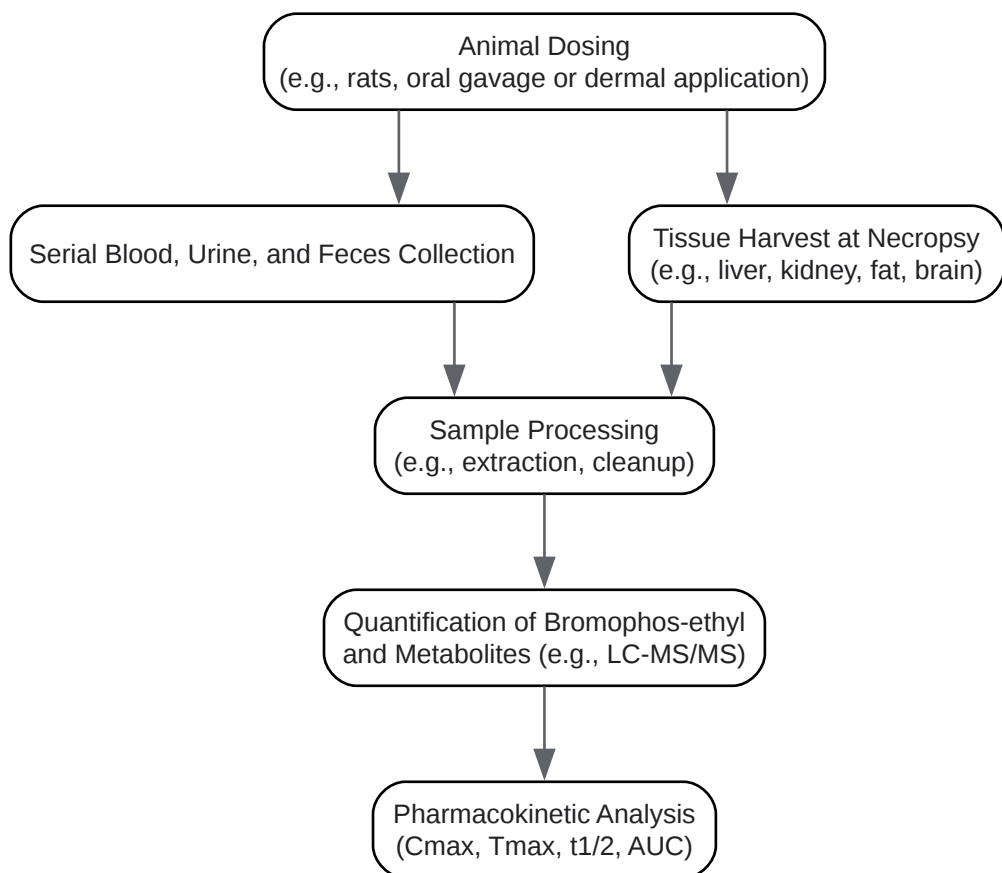 Animal Dosing
(e.g., rats, oral gavage or dermal application)
Serial Blood, Urine, and Feces Collection
Tissue Harvest at Necropsy
(e.g., liver, kidney, fat, brain)
Sample Processing
(e.g., extraction, cleanup)
Quantification of Bromophos-ethyl
and Metabolites (e.g., LC-MS/MS)
Pharmacokinetic Analysis
(Cmax, Tmax, t1/2, AUC)